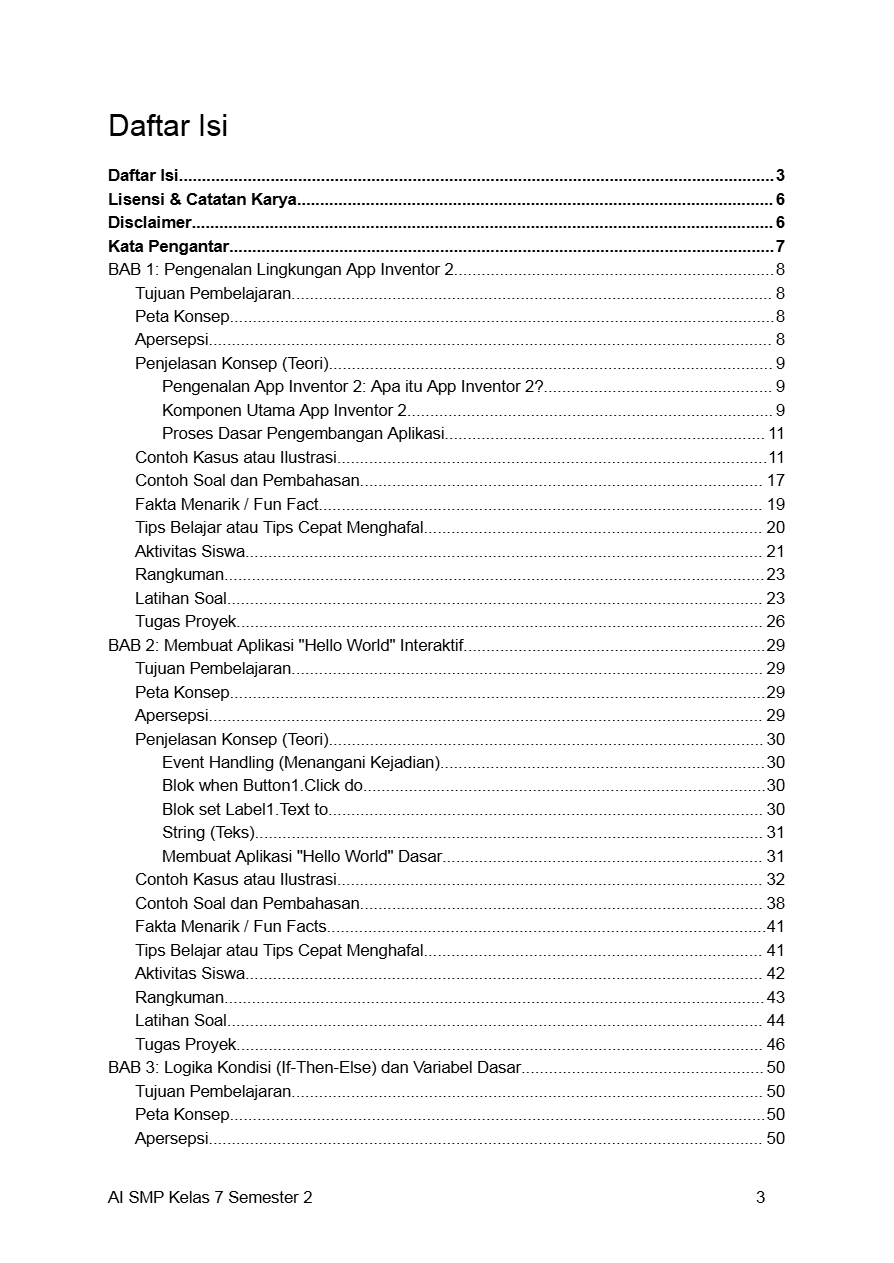 Daftar Isi
Daftar Isi 3
Lisensi & Catatan Karya 6
Disclaimer 6
Kata Pengantar 7
BAB 1: Pengenalan Lingkungan App Inventor 2 8
Tujuan Pembelajaran 8
Peta Konsep 8
Apersepsi 8
Penjelasan Konsep (Teori) 9
Pengenalan App Inventor 2: Apa itu App Inventor 2? 9
Komponen Utama App Inventor 2 9
Proses Dasar Pengembangan Aplikasi 11
Contoh Kasus atau Ilustrasi 11
Contoh Soal dan Pembahasan 17
Fakta Menarik / Fun Fact 19
Tips Belajar atau Tips Cepat Menghafal 20
Aktivitas Siswa 21
Rangkuman 23
Latihan Soal 23
Tugas Proyek 26
BAB 2: Membuat Aplikasi "Hello World" Interaktif 29
Tujuan Pembelajaran 29
Peta Konsep 29
Apersepsi 29
Penjelasan Konsep (Teori) 30
Event Handling (Menangani Kejadian) 30
Blok when Button1.Click do 30
Blok set Label1.Text to 30
String (Teks) 31
Membuat Aplikasi "Hello World" Dasar 31
Contoh Kasus atau Ilustrasi 32
Contoh Soal dan Pembahasan 38
Fakta Menarik / Fun Facts 41
Tips Belajar atau Tips Cepat Menghafal 41
Aktivitas Siswa 42
Rangkuman 43
Latihan Soal 44
Tugas Proyek 46
BAB 3: Logika Kondisi (If-Then-Else) dan Variabel Dasar 50
Tujuan Pembelajaran 50
Peta Konsep 50
Apersepsi 50
AI SMP Kelas 7 Semester 2 3